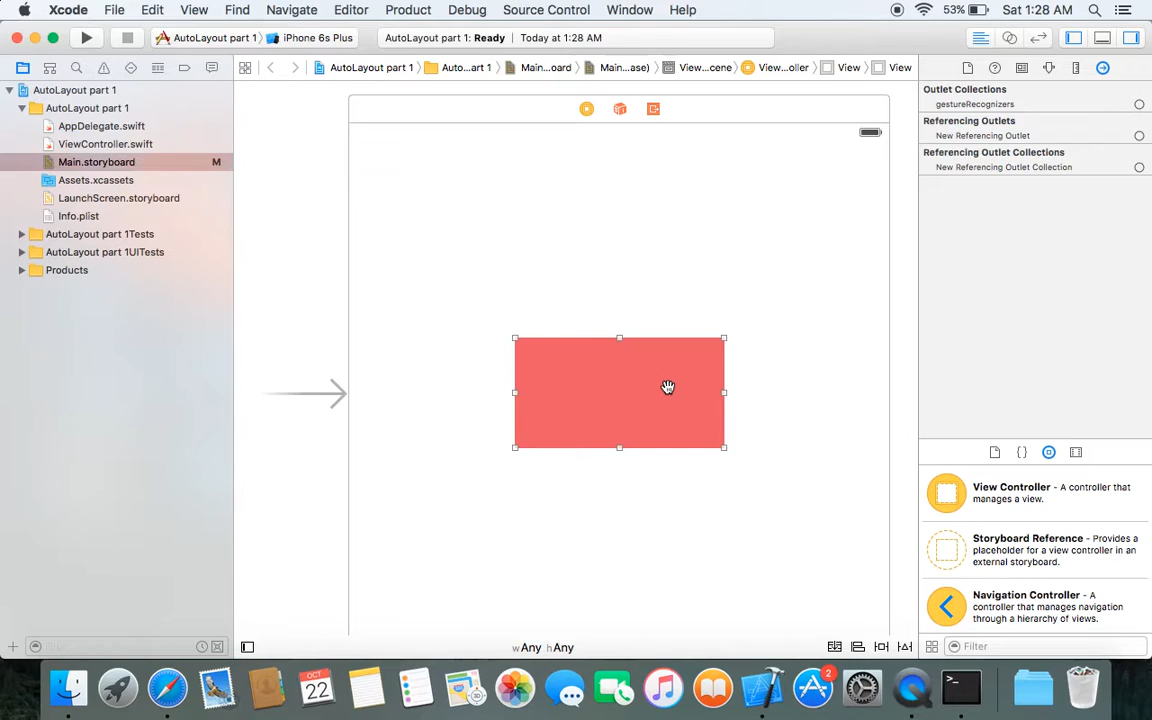 Xcode File Edit View Find Navigate Editor Product Debug Source Control Window Help 53% Sat 1:28 AM
AutoLayout part 1 iPhone 6s Plus AutoLayout part 1: Ready Today at 1:28 AM
AutoLayout part 1 Auto...art 1 Main...oard Main...ase) View...cene View...oller View View
AutoLayout part 1
AutoLayout part 1
AppDelegate.swift
ViewController.swift
Main.storyboard M
Assets.xcassets
LaunchScreen.storyboard
Info.plist
AutoLayout part 1Tests
AutoLayout part 1UITests
Products
Outlet Collections
gestureRecognizers
Referencing Outlets
New Referencing Outlet
Referencing Outlet Collections
New Referencing Outlet Collection
View Controller - A controller that
manages a view.
Storyboard Reference - Provides a
placeholder for a view controller in an
external storyboard.
Navigation Controller - A
controller that manages navigation
through a hierarchy of views.
wAny hAny
Filter
OCT
22
2